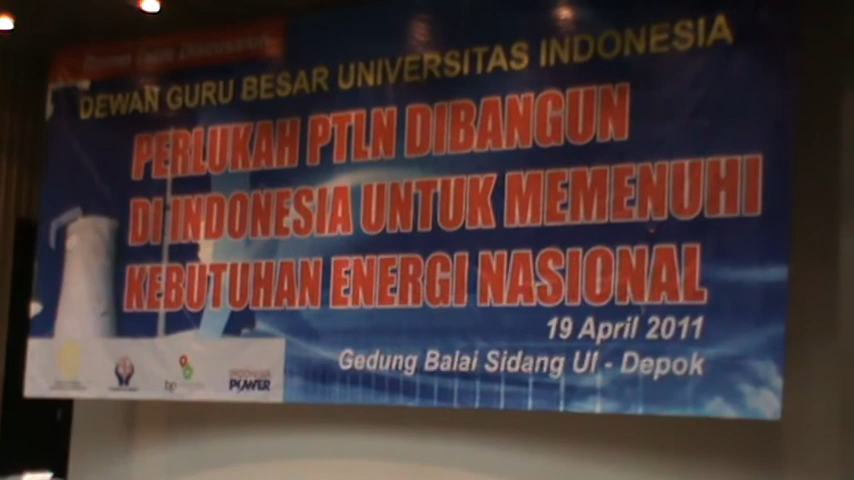 DEWAN GURU BESAR UNIVERSITAS INDONESIA
PERLUKAH PTLN DIBANGUN
DI INDONESIA UNTUK MEMENUHI
KEBUTUHAN ENERGI NASIONAL
19 April 2011
Gedung Balai Sidang UI - Depok
INDONESIA
POWER